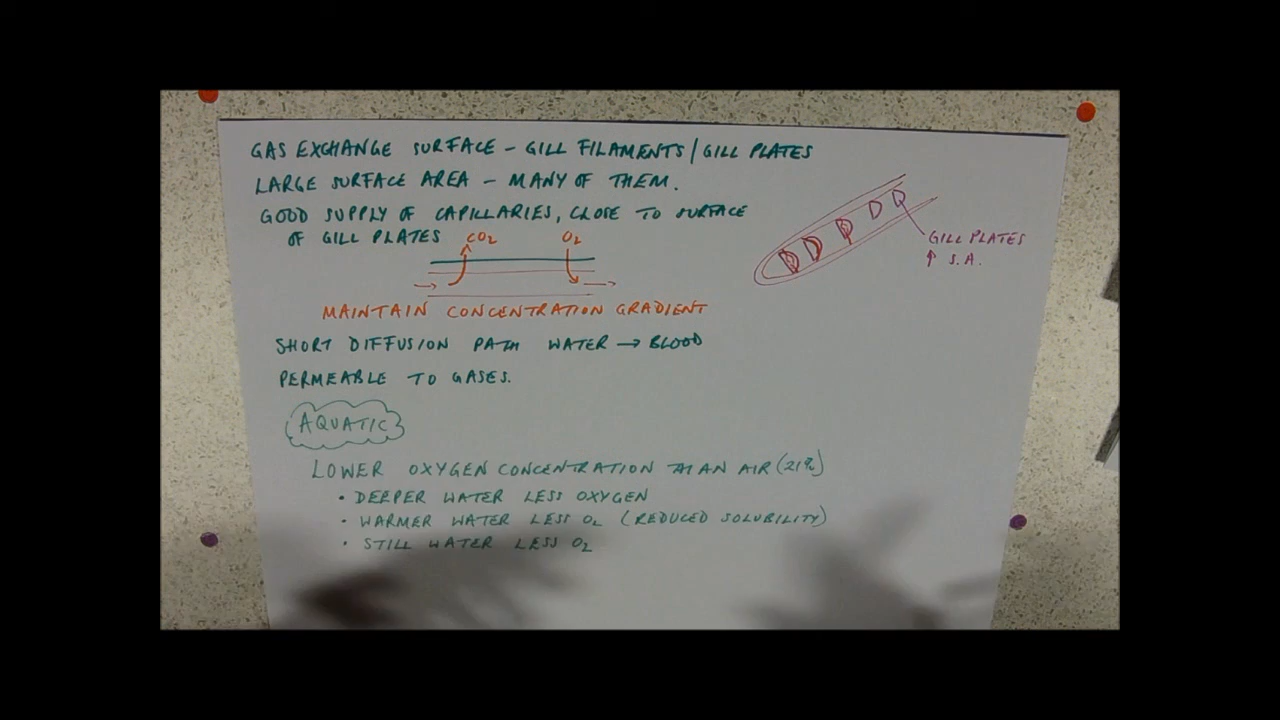 GAS EXCHANGE SURFACE - GILL FILAMENTS/GILL PLATES
LARGE SURFACE AREA - MANY OF THEM.
GOOD SUPPLY OF CAPILLARIES, CLOSE TO SURFACE
OF GILL PLATES
CO2 O2
GILL PLATES
↑ S.A.
MAINTAIN CONCENTRATION GRADIENT
SHORT DIFFUSION PATH WATER → BLOOD
PERMEABLE TO GASES.
AQUATIC
LOWER OXYGEN CONCENTRATION THAN AIR (21%)
• DEEPER WATER LESS OXYGEN
• WARMER WATER LESS O2 (REDUCED SOLUBILITY)
• STILL WATER LESS O2